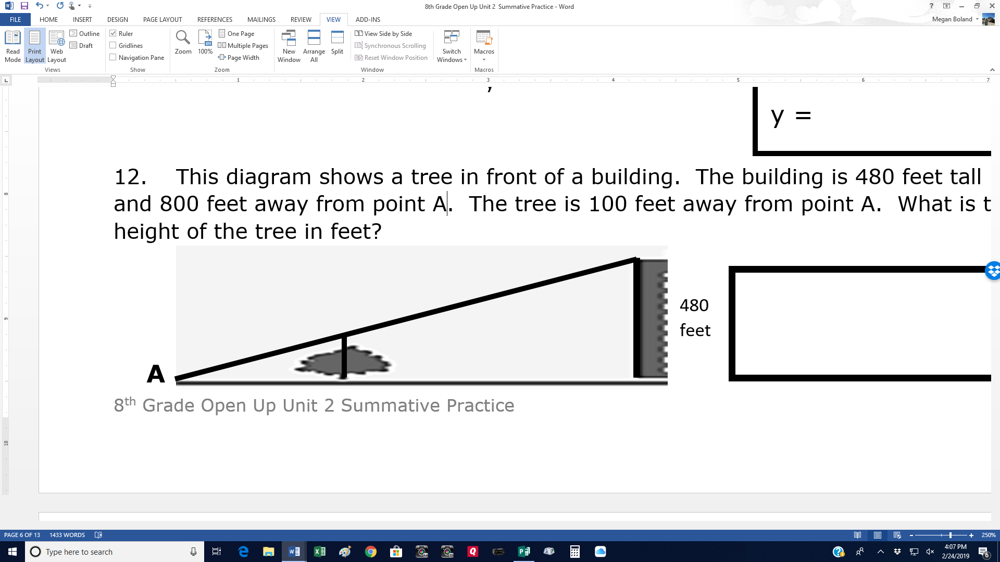 8th Grade Open Up Unit 2 Summative Practice - Word
FILE HOME INSERT DESIGN PAGE LAYOUT REFERENCES MAILINGS REVIEW VIEW ADD-INS
Megan Boland
Read Mode
Print Layout
Web Layout
Outline
Draft
Views
Ruler
Gridlines
Navigation Pane
Show
Zoom
100%
One Page
Multiple Pages
Page Width
Zoom
New Window
Arrange All
Split
View Side by Side
Synchronous Scrolling
Reset Window Position
Window
Switch Windows
Macros
Macros
1 2 3 4 5 6 7
8
9
10
y =
12. This diagram shows a tree in front of a building. The building is 480 feet tall
and 800 feet away from point A. The tree is 100 feet away from point A. What is t
height of the tree in feet?
480
feet
A
8th Grade Open Up Unit 2 Summative Practice
PAGE 6 OF 13 1433 WORDS
250%
Type here to search
4:07 PM
2/24/2019
6